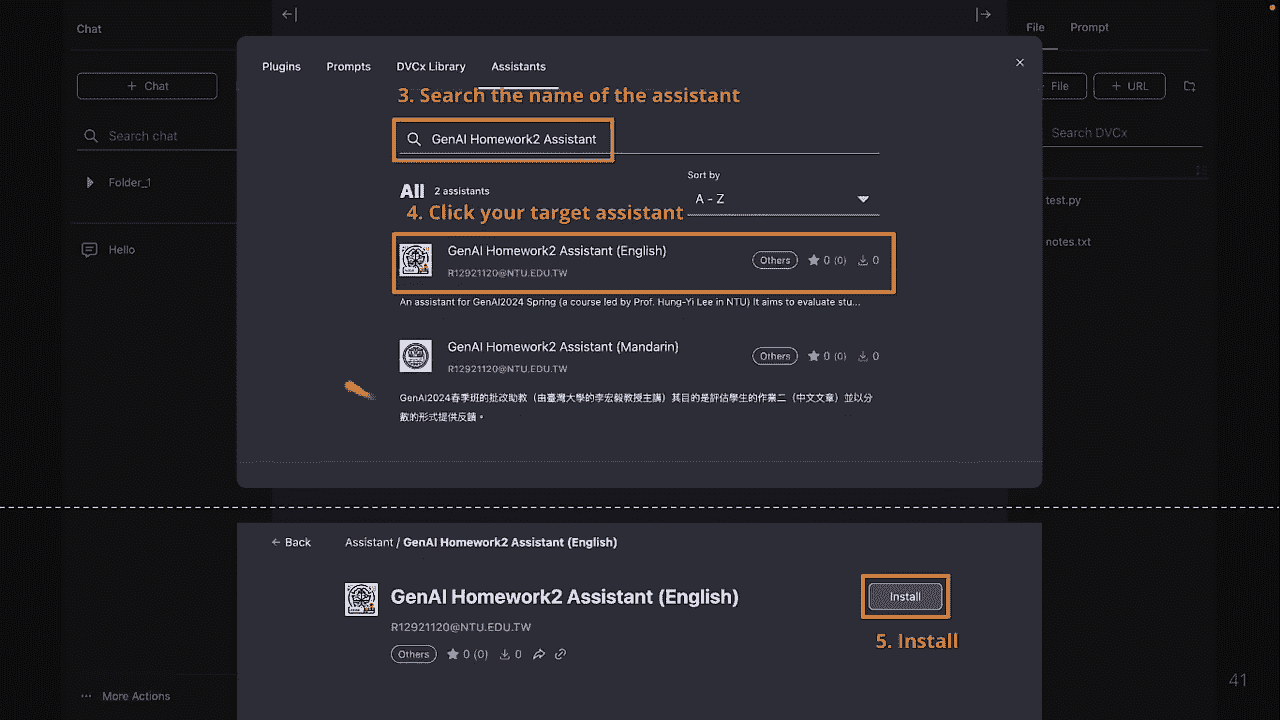 Chat
File
Prompt
Plugins
Prompts
DVCx Library
Assistants
3. Search the name of the assistant
+ Chat
File
+ URL
Search chat
GenAI Homework2 Assistant
Search DVCx
All 2 assistants
Sort by
A - Z
Folder_1
4. Click your target assistant
test.py
Hello
GenAI Homework2 Assistant (English)
R12921120@NTU.EDU.TW
Others
0 (0)
0
notes.txt
An assistant for GenAI2024 Spring (a course led by Prof. Hung-Yi Lee in NTU) It aims to evaluate stu...
GenAI Homework2 Assistant (Mandarin)
R12921120@NTU.EDU.TW
Others
0 (0)
0
GenAI2024春季班的批改助教（由臺灣大學的李宏毅教授主講）其目的是評估學生的作業二（中文文章）並以分
數的形式提供反饋。
Back
Assistant / GenAI Homework2 Assistant (English)
GenAI Homework2 Assistant (English)
Install
R12921120@NTU.EDU.TW
5. Install
Others
0 (0)
0
More Actions
41